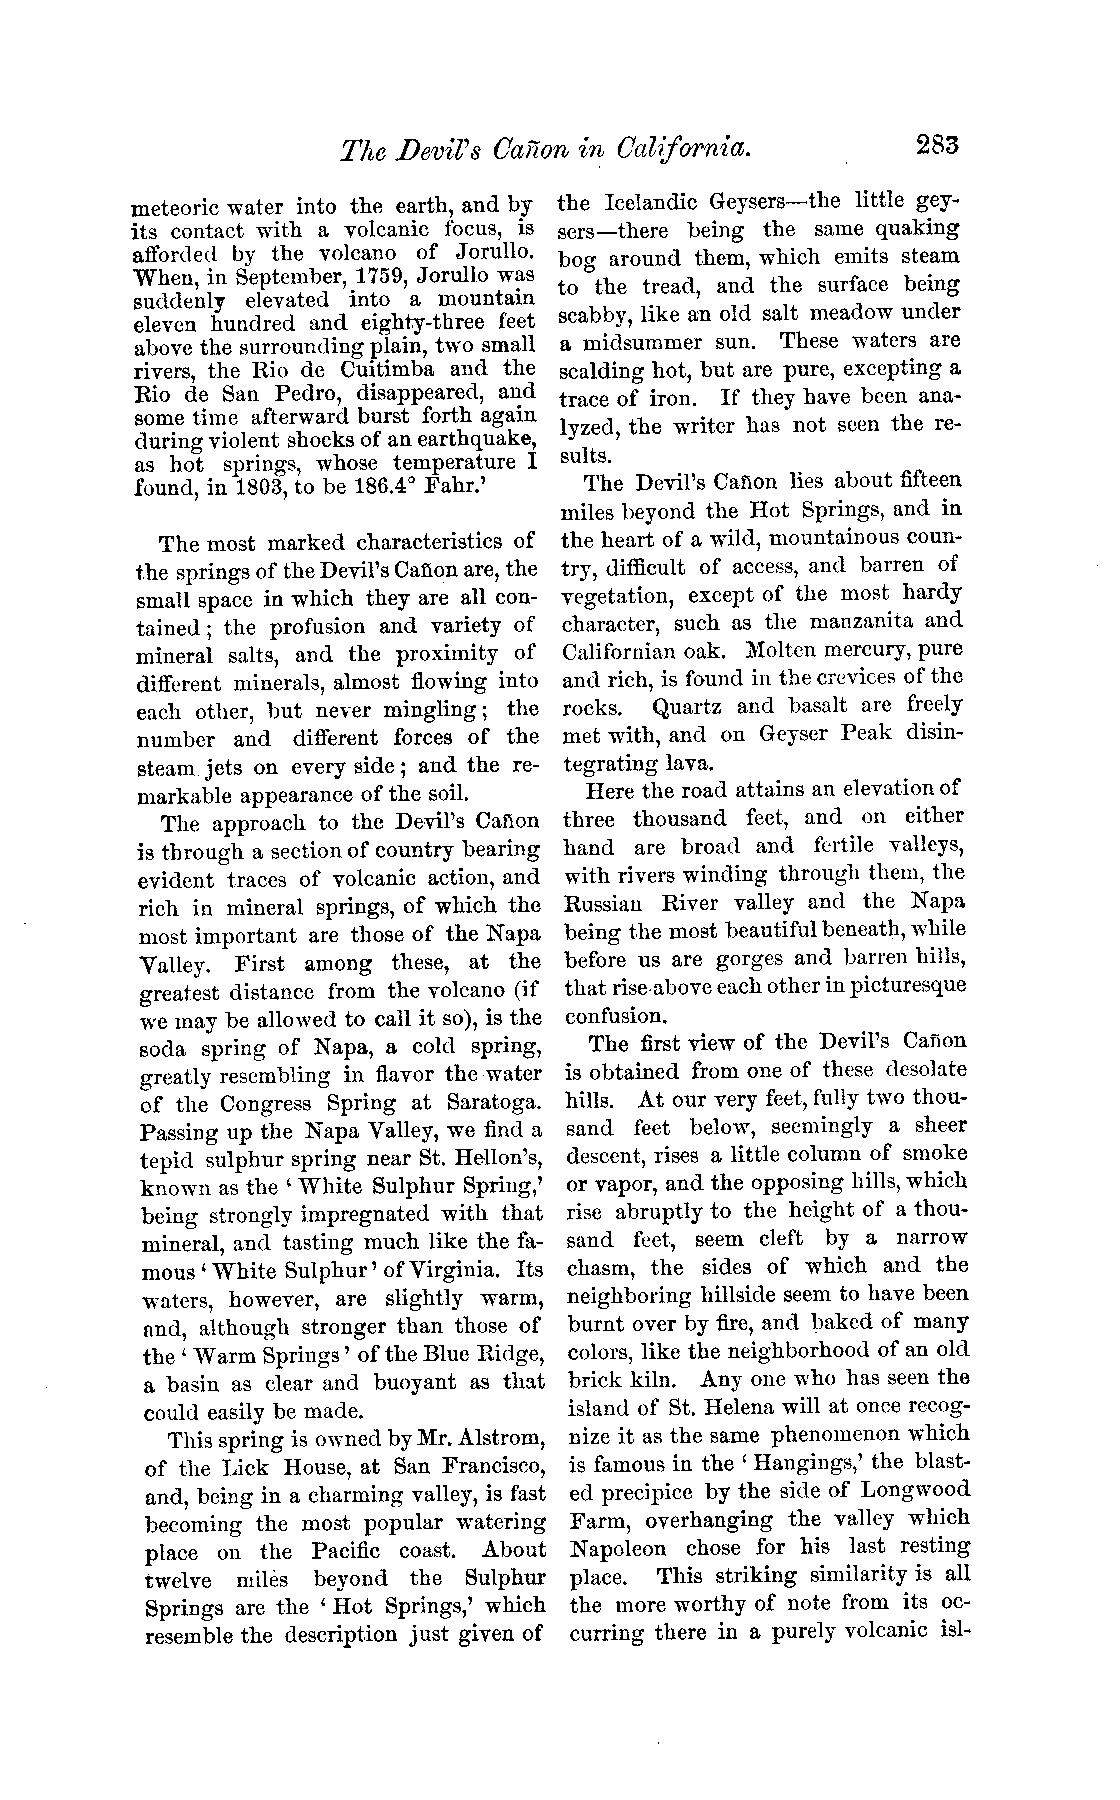 The Devil's Cañon in California. 283
meteoric water into the earth, and by
its contact with a volcanic focus, is
afforded by the volcano of Jorullo.
When, in September, 1759, Jorullo was
suddenly elevated into a mountain
eleven hundred and eighty-three feet
above the surrounding plain, two small
rivers, the Rio de Cuitimba and the
Rio de San Pedro, disappeared, and
some time afterward burst forth again
during violent shocks of an earthquake,
as hot springs, whose temperature I
found, in 1803, to be 186.4° Fahr.'
The most marked characteristics of
the springs of the Devil's Cañon are, the
small space in which they are all con-
tained; the profusion and variety of
mineral salts, and the proximity of
different minerals, almost flowing into
each other, but never mingling; the
number and different forces of the
steam jets on every side; and the re-
markable appearance of the soil.
The approach to the Devil's Cañon
is through a section of country bearing
evident traces of volcanic action, and
rich in mineral springs, of which the
most important are those of the Napa
Valley. First among these, at the
greatest distance from the volcano (if
we may be allowed to call it so), is the
soda spring of Napa, a cold spring,
greatly resembling in flavor the water
of the Congress Spring at Saratoga.
Passing up the Napa Valley, we find a
tepid sulphur spring near St. Hellon's,
known as the ' White Sulphur Spring,'
being strongly impregnated with that
mineral, and tasting much like the fa-
mous ' White Sulphur' of Virginia. Its
waters, however, are slightly warm,
and, although stronger than those of
the ' Warm Springs' of the Blue Ridge,
a basin as clear and buoyant as that
could easily be made.
This spring is owned by Mr. Alstrom,
of the Lick House, at San Francisco,
and, being in a charming valley, is fast
becoming the most popular watering
place on the Pacific coast. About
twelve miles beyond the Sulphur
Springs are the ' Hot Springs,' which
resemble the description just given of
the Icelandic Geysers—the little gey-
sers—there being the same quaking
bog around them, which emits steam
to the tread, and the surface being
scabby, like an old salt meadow under
a midsummer sun. These waters are
scalding hot, but are pure, excepting a
trace of iron. If they have been ana-
lyzed, the writer has not seen the re-
sults.
The Devil's Cañon lies about fifteen
miles beyond the Hot Springs, and in
the heart of a wild, mountainous coun-
try, difficult of access, and barren of
vegetation, except of the most hardy
character, such as the manzanita and
Californian oak. Molten mercury, pure
and rich, is found in the crevices of the
rocks. Quartz and basalt are freely
met with, and on Geyser Peak disin-
tegrating lava.
Here the road attains an elevation of
three thousand feet, and on either
hand are broad and fertile valleys,
with rivers winding through them, the
Russian River valley and the Napa
being the most beautiful beneath, while
before us are gorges and barren hills,
that rise above each other in picturesque
confusion.
The first view of the Devil's Cañon
is obtained from one of these desolate
hills. At our very feet, fully two thou-
sand feet below, seemingly a sheer
descent, rises a little column of smoke
or vapor, and the opposing hills, which
rise abruptly to the height of a thou-
sand feet, seem cleft by a narrow
chasm, the sides of which and the
neighboring hillside seem to have been
burnt over by fire, and baked of many
colors, like the neighborhood of an old
brick kiln. Any one who has seen the
island of St. Helena will at once recog-
nize it as the same phenomenon which
is famous in the ' Hangings,' the blast-
ed precipice by the side of Longwood
Farm, overhanging the valley which
Napoleon chose for his last resting
place. This striking similarity is all
the more worthy of note from its oc-
curring there in a purely volcanic isl-